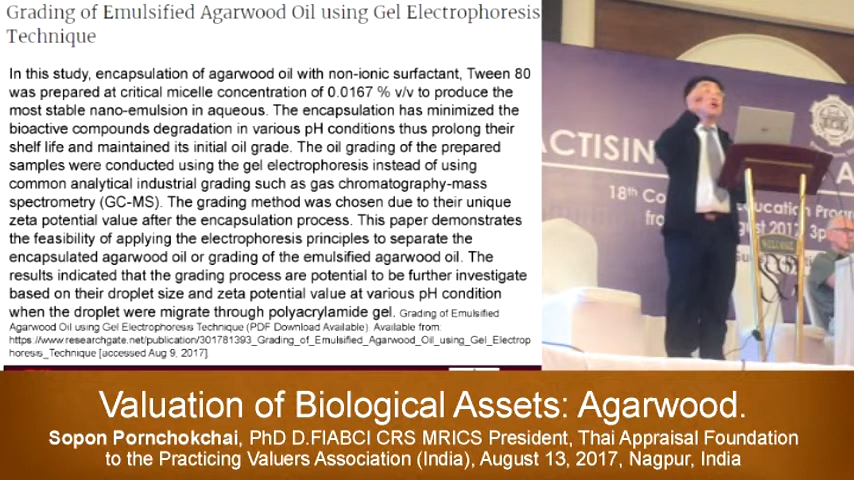 Grading of Emulsified Agarwood Oil using Gel Electrophoresis
Technique
In this study, encapsulation of agarwood oil with non-ionic surfactant, Tween 80
was prepared at critical micelle concentration of 0.0167 % v/v to produce the
most stable nano-emulsion in aqueous. The encapsulation has minimized the
bioactive compounds degradation in various pH conditions thus prolong their
shelf life and maintained its initial oil grade. The oil grading of the prepared
samples were conducted using the gel electrophoresis instead of using
common analytical industrial grading such as gas chromatography-mass
spectrometry (GC-MS). The grading method was chosen due to their unique
zeta potential value after the encapsulation process. This paper demonstrates
the feasibility of applying the electrophoresis principles to separate the
encapsulated agarwood oil or grading of the emulsified agarwood oil. The
results indicated that the grading process are potential to be further investigate
based on their droplet size and zeta potential value at various pH condition
when the droplet were migrate through polyacrylamide gel. Grading of Emulsified
Agarwood Oil using Gel Electrophoresis Technique (PDF Download Available). Available from:
https://www.researchgate.net/publication/301781393_Grading_of_Emulsified_Agarwood_Oil_using_Gel_Electrop
horesis_Technique [accessed Aug 9, 2017].
ACTISIN A
18th Co ducation Progr
fro gust 2017, 3p
WELCOME
Valuation of Biological Assets: Agarwood.
Sopon Pornchokchai, PhD D.FIABCI CRS MRICS President, Thai Appraisal Foundation
to the Practicing Valuers Association (India), August 13, 2017, Nagpur, India